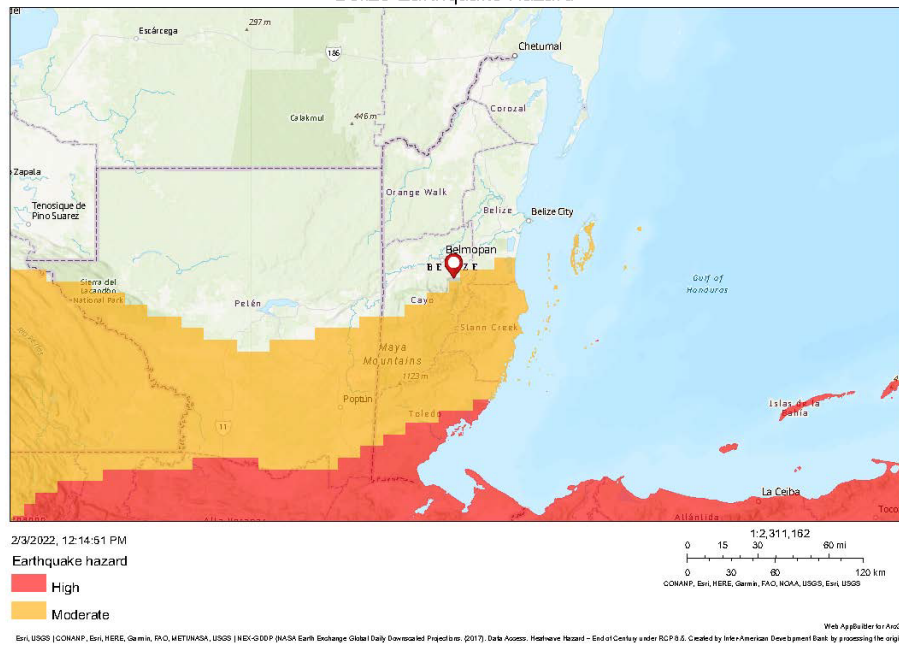 Escárcega
297 m
186
Chetumal
Calakmul
446 m
Corozal
Zapata
Tenosique de
Pino Suarez
Orange Walk
Belize
Belize City
Belmopan
Sierra del
Lacandon
National Park
Petén
Cayo
Gulf of
Honduras
Stann Creek
Maya
Mountains
1123 m
Poptún
Toledo
11
Islas de la
Bahia
La Ceiba
Atlántida
2/3/2022, 12:14:51 PM
Earthquake hazard
High
Moderate
1:2,311,162
0 15 30 60 mi
0 30 60 120 km
CONANP, Esri, HERE, Garmin, FAO, NOAA, USGS, Esri, USGS
Web AppBuilder for Arc
Esri, USGS | CONANP, Esri, HERE, Garmin, FAO, METI/NASA, USGS | NEX-GDDP (NASA Earth Exchange Global Daily Downscaled Projections. (2017). Data Access. Heatwave Hazard – End of Century under RCP 8.5. Created by Inter-American Development Bank by processing the